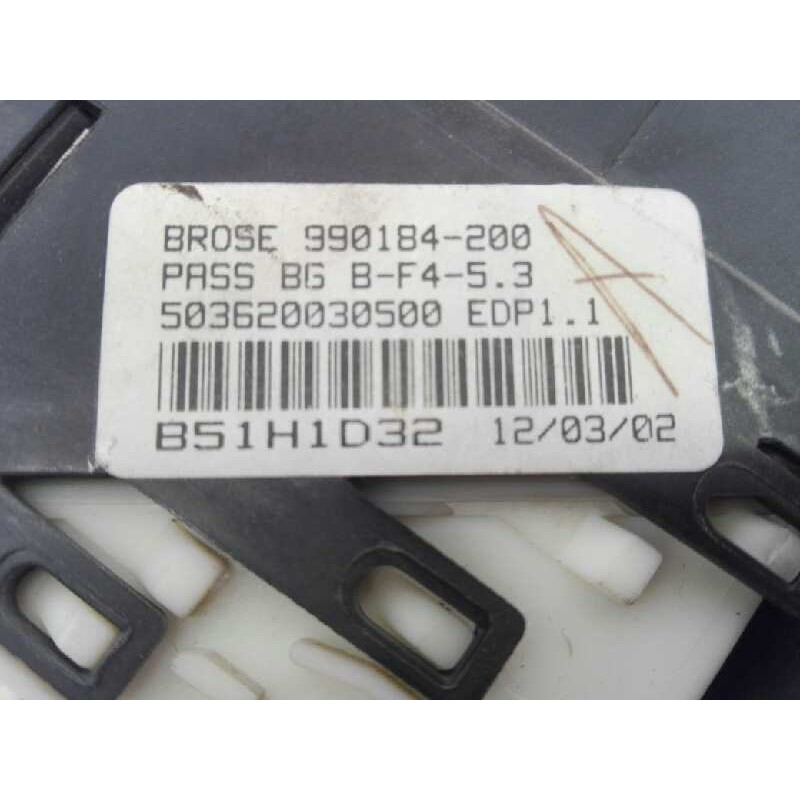 BROSE 990184-200
PASS BG B-F4-5.3
503620030500 EDP1.1
B51H1D32 12/03/02